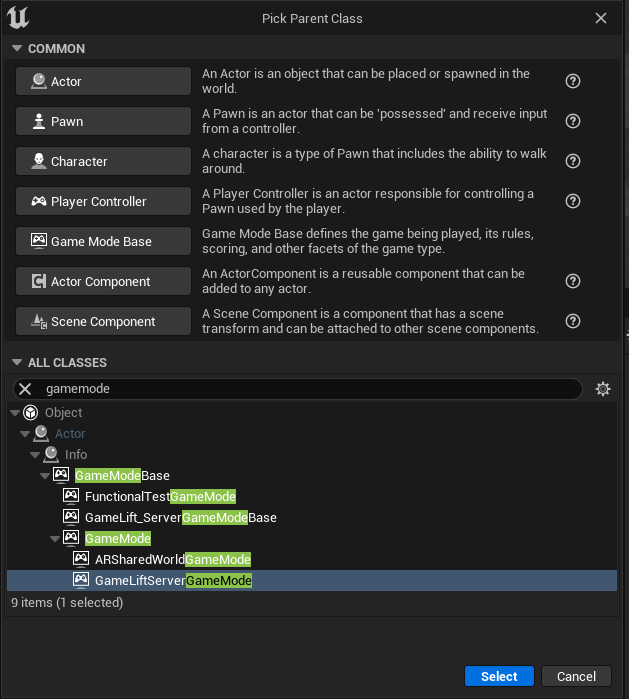 Pick Parent Class
COMMON
Actor
An Actor is an object that can be placed or spawned in the
world.
Pawn
A Pawn is an actor that can be 'possessed' and receive input
from a controller.
Character
A character is a type of Pawn that includes the ability to walk
around.
Player Controller
A Player Controller is an actor responsible for controlling a
Pawn used by the player.
Game Mode Base
Game Mode Base defines the game being played, its rules,
scoring, and other facets of the game type.
Actor Component
An ActorComponent is a reusable component that can be
added to any actor.
Scene Component
A Scene Component is a component that has a scene
transform and can be attached to other scene components.
ALL CLASSES
gamemode
Object
Actor
Info
GameModeBase
FunctionalTestGameMode
GameLift_ServerGameModeBase
GameMode
ARSharedWorldGameMode
GameLiftServerGameMode
9 items (1 selected)
Select
Cancel